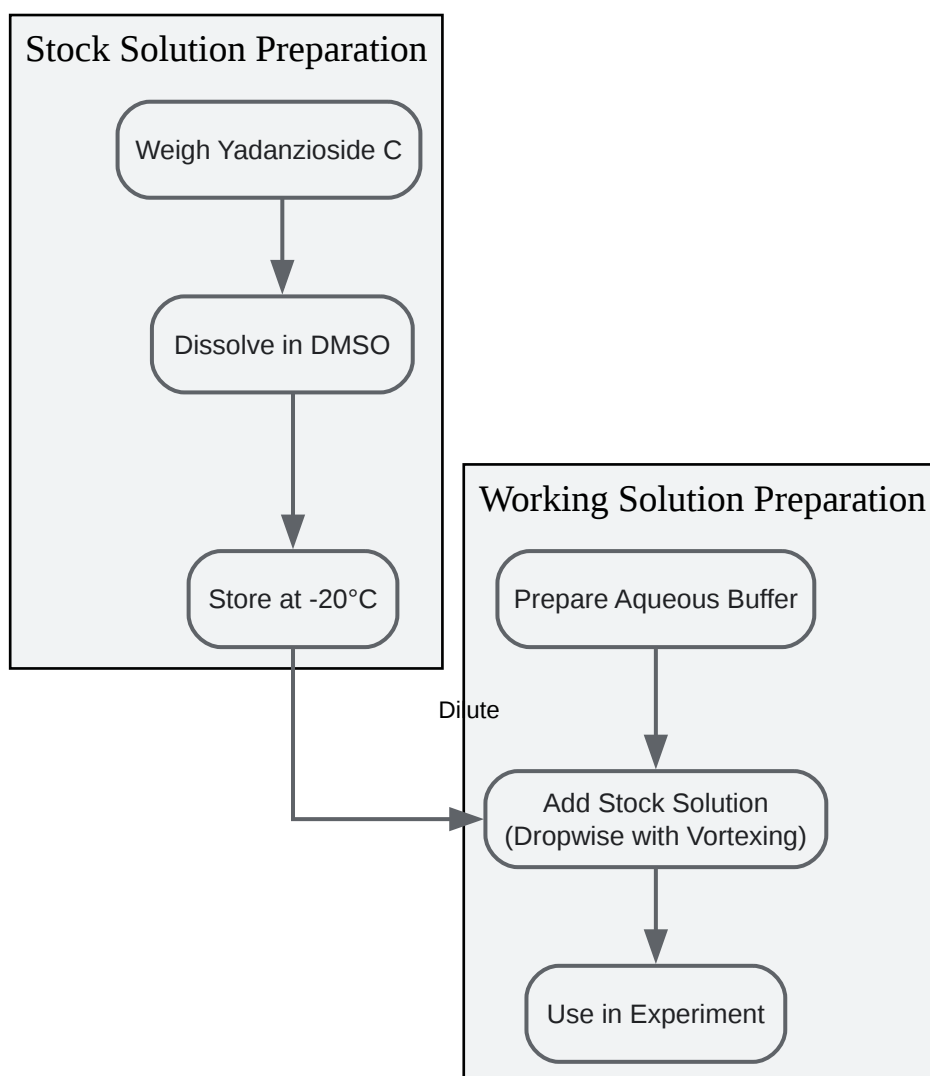 Stock Solution Preparation
Weigh Yadanzioside C
Dissolve in DMSO
Store at -20°C
Dilute
Working Solution Preparation
Prepare Aqueous Buffer
Add Stock Solution
(Dropwise with Vortexing)
Use in Experiment